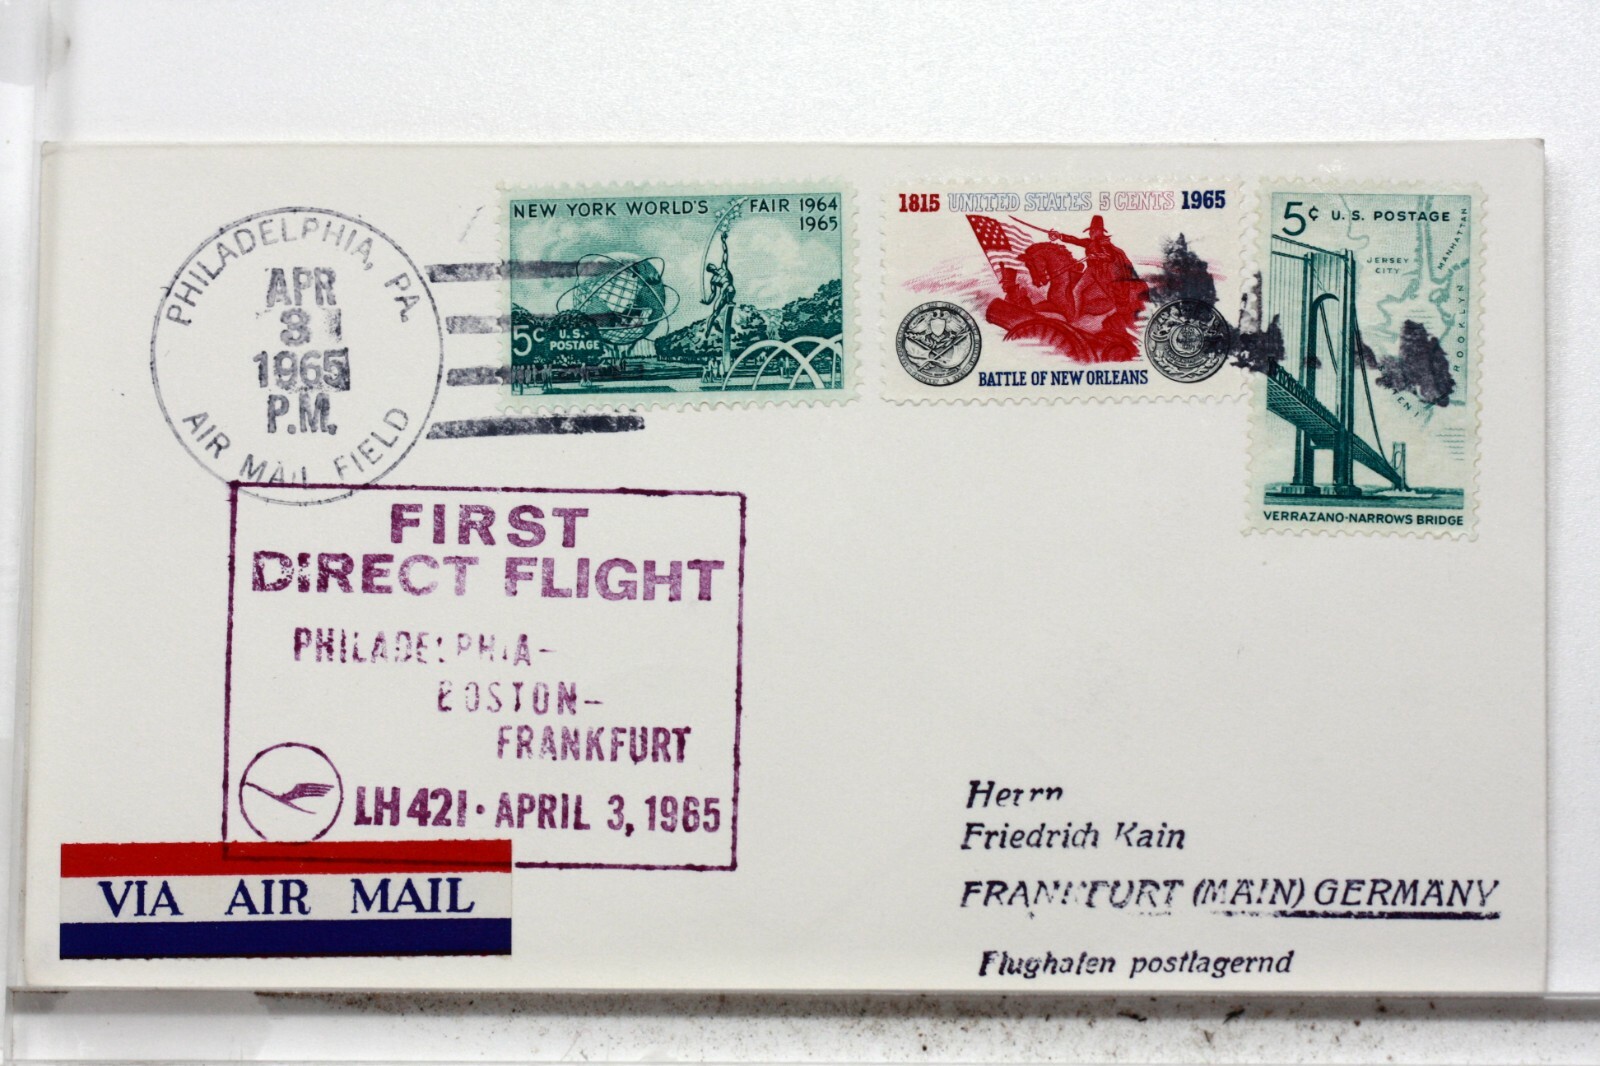 PHILADELPHIA, PA.
APR
3
1965
P.M.
AIR MAIL FIELD
NEW YORK WORLD'S FAIR 1964
1965
5¢ U.S.
POSTAGE
1815 UNITED STATES 5 CENTS 1965
BATTLE OF NEW ORLEANS
5¢ U.S. POSTAGE
MANHATTAN
JERSEY
CITY
BROOKLYN
VERRAZANO-NARROWS BRIDGE
FIRST
DIRECT FLIGHT
PHILADELPHIA-
BOSTON-
FRANKFURT
LH 421 · APRIL 3, 1965
VIA AIR MAIL
Herrn
Friedrich Kain
FRANKFURT (MAIN) GERMANY
Flughafen postlagernd